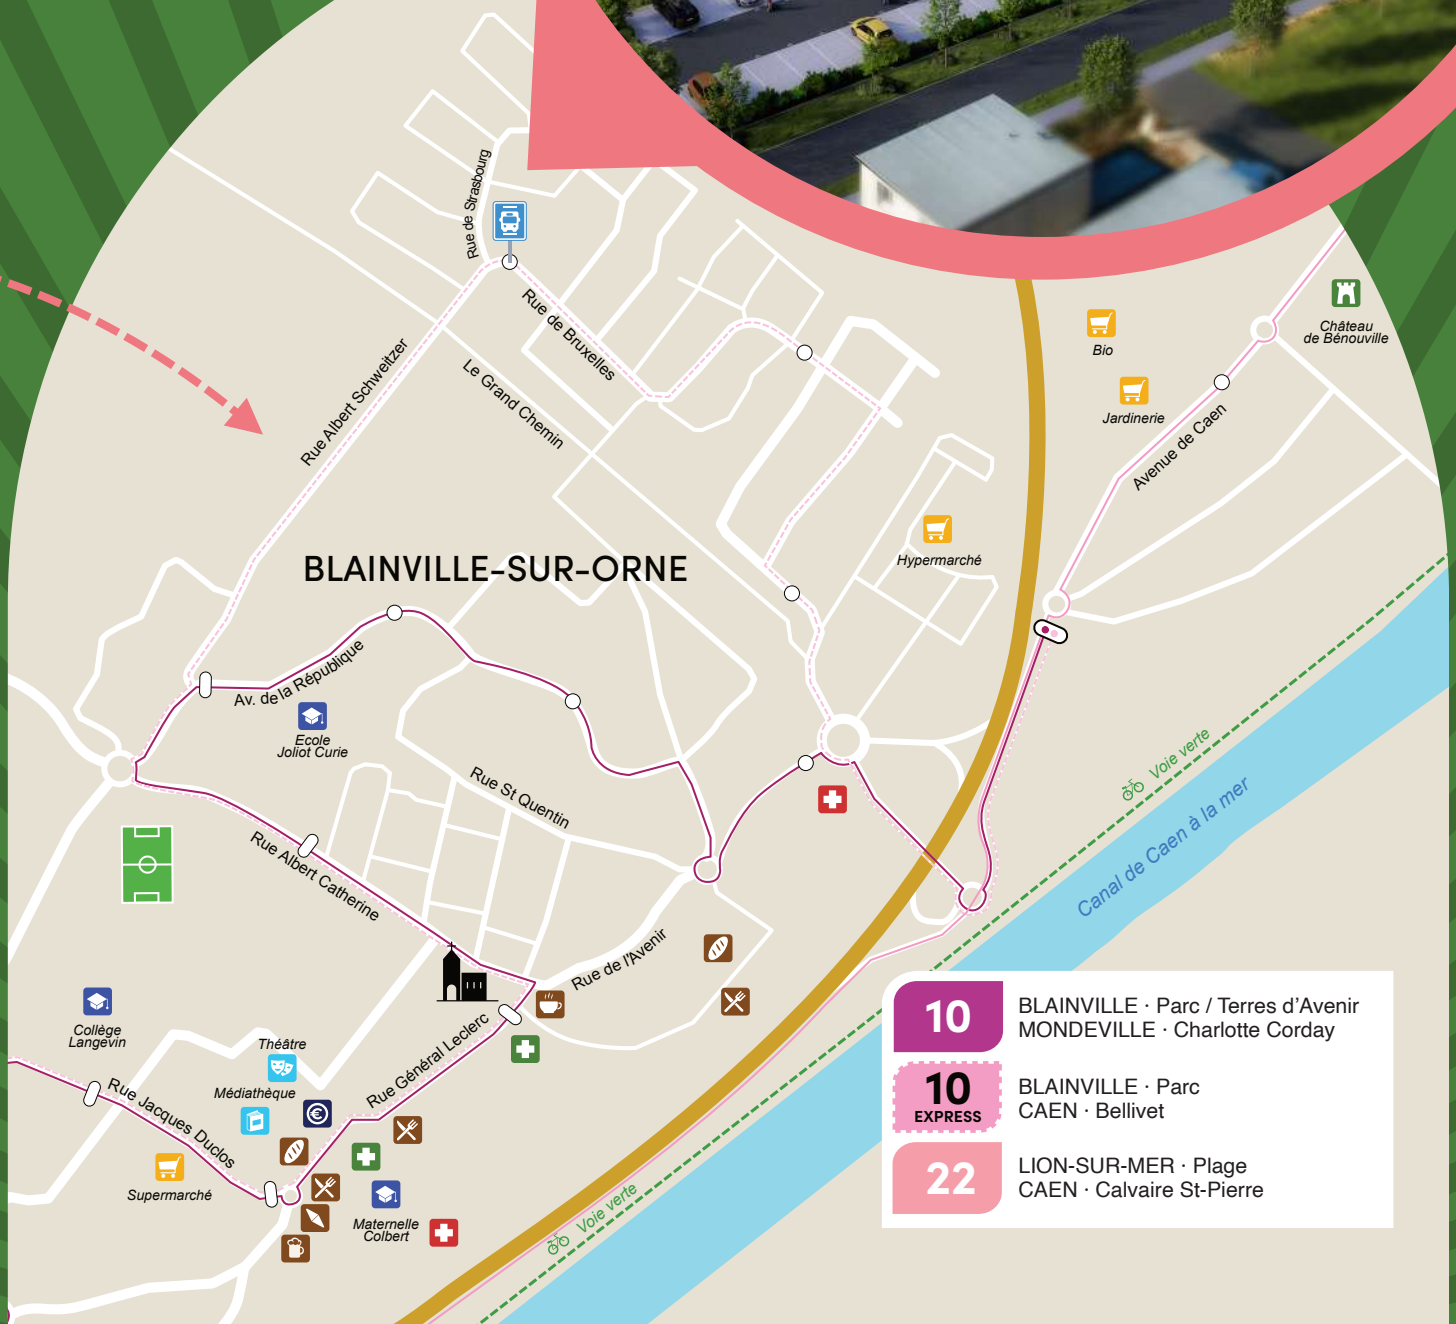 Rue de Strasbourg
Château
de Bénouville
Bio
Rue de Bruxelles
Rue Albert Schweitzer
Le Grand Chemin
Jardinerie
Avenue de Caen
Hypermarché
BLAINVILLE-SUR-ORNE
Av. de la République
Ecole
Joliot Curie
Rue St Quentin
Voie verte
Canal de Caen à la mer
Rue Albert Catherine
Rue de l'Avenir
Collège
Langevin
Théâtre
Médiathèque
Rue Général Leclerc
Rue Jacques Duclos
Supermarché
Maternelle
Colbert
Voie verte
10
BLAINVILLE · Parc / Terres d’Avenir
MONDEVILLE · Charlotte Corday
10
EXPRESS
BLAINVILLE · Parc
CAEN · Bellivet
22
LION-SUR-MER · Plage
CAEN · Calvaire St-Pierre